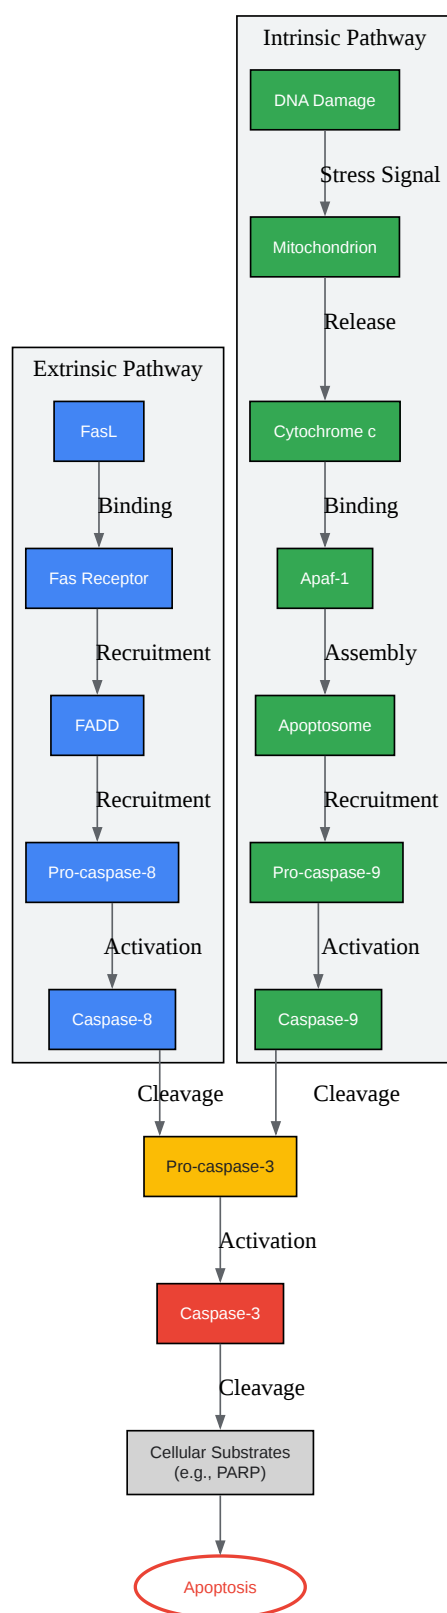 Intrinsic Pathway
DNA Damage
Stress Signal
Mitochondrion
Release
Cytochrome c
Binding
Apaf-1
Assembly
Apoptosome
Recruitment
Pro-caspase-9
Activation
Caspase-9
Cleavage
Extrinsic Pathway
FasL
Binding
Fas Receptor
Recruitment
FADD
Recruitment
Pro-caspase-8
Activation
Caspase-8
Cleavage
Pro-caspase-3
Activation
Caspase-3
Cleavage
Cellular Substrates
(e.g., PARP)
Apoptosis